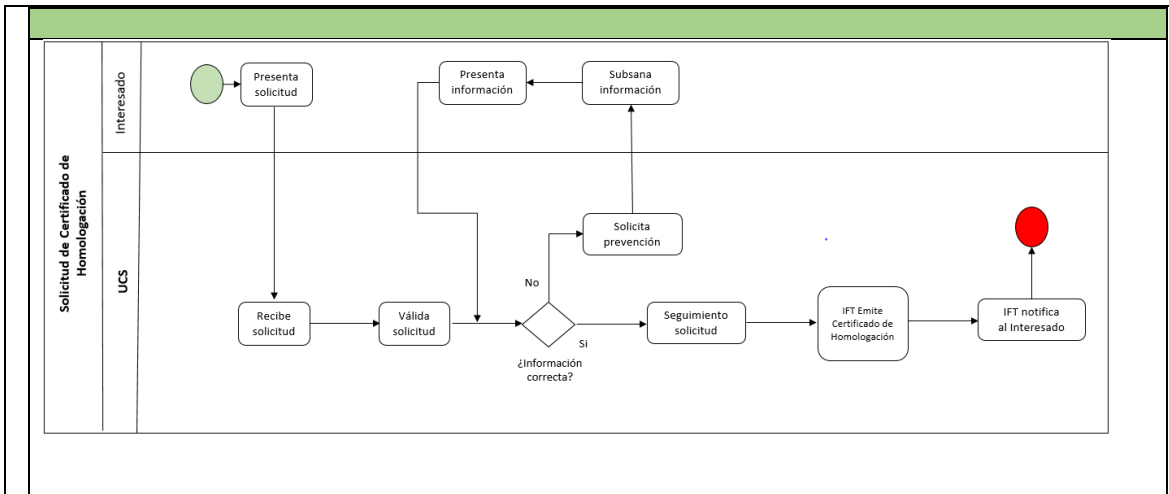 Solicitud de Certificado de
Homologación
Interesado
Presenta
solicitud
Presenta
información
Subsana
información
UCS
Solicita
prevención
No
Recibe
solicitud
Válida
solicitud
Si
¿Información
correcta?
Seguimiento
solicitud
IFT Emite
Certificado de
Homologación
IFT notifica
al Interesado